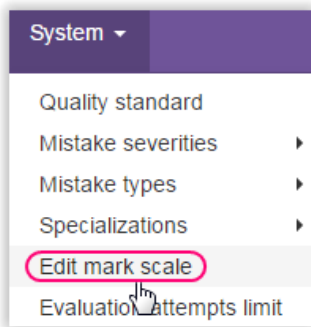 System
Quality standard
Mistake severities
Mistake types
Specializations
Edit mark scale
Evaluation attempts limit